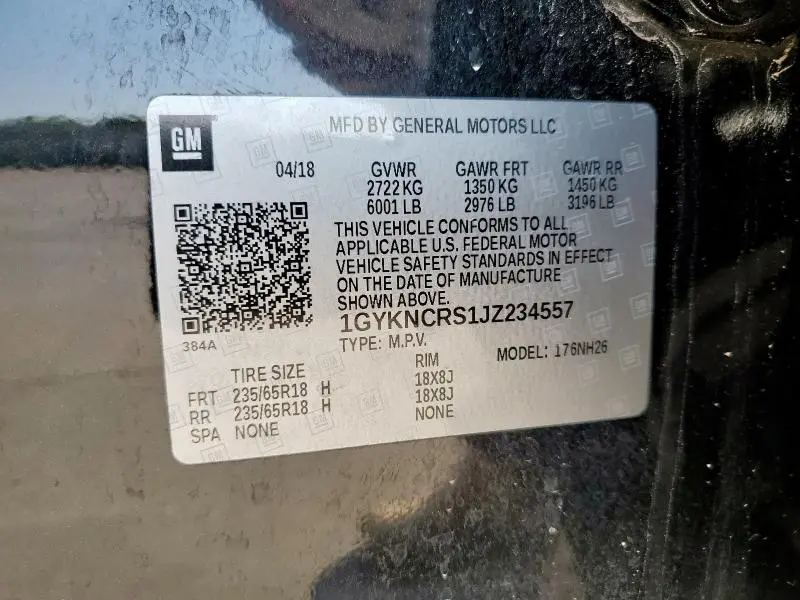 GM
MFD BY GENERAL MOTORS LLC
04/18 GVWR GAWR FRT GAWR RR
2722 KG 1350 KG 1450 KG
6001 LB 2976 LB 3196 LB
THIS VEHICLE CONFORMS TO ALL
APPLICABLE U.S. FEDERAL MOTOR
VEHICLE SAFETY STANDARDS IN EFFECT
ON THE DATE OF MANUFACTURE
SHOWN ABOVE.
1GYKNCRS1JZ234557
384A
TYPE: M.P.V. MODEL: 176NH26
TIRE SIZE RIM
FRT 235/65R18 H 18X8J
RR 235/65R18 H 18X8J
SPA NONE NONE